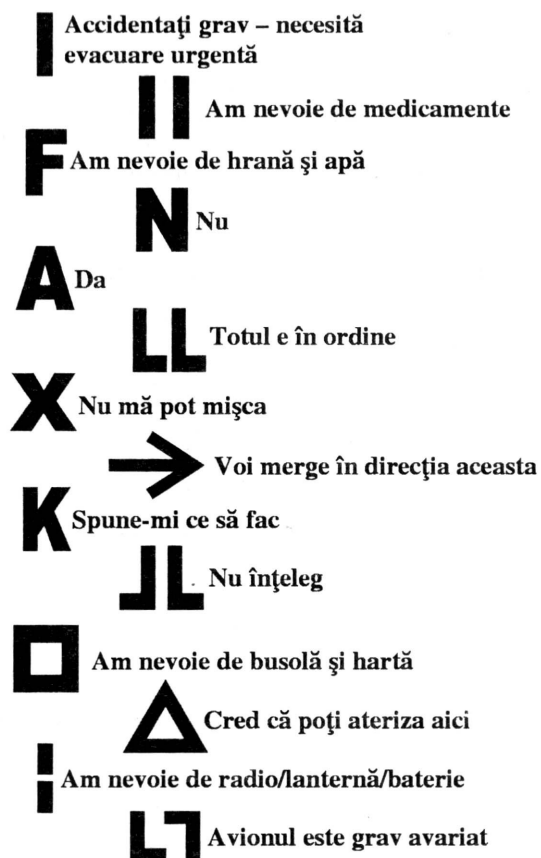 Accidentaţi grav – necesită
evacuare urgentă
Am nevoie de medicamente
F Am nevoie de hrană şi apă
N Nu
A Da
LL Totul e în ordine
X Nu mă pot mişca
Voi merge în direcţia aceasta
K Spune-mi ce să fac
Nu înţeleg
Am nevoie de busolă şi hartă
Cred că poţi ateriza aici
Am nevoie de radio/lanternă/baterie
Avionul este grav avariat